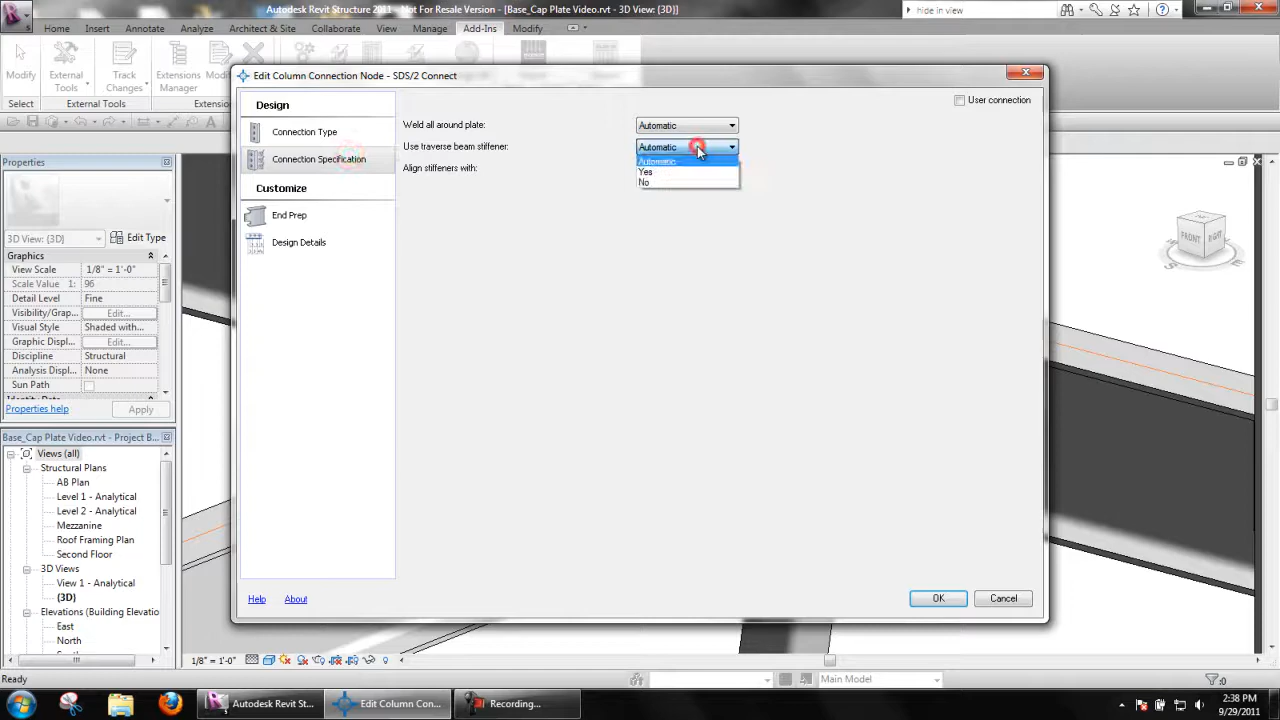 Autodesk Revit Structure 2011 - Not For Resale Version - [Base_Cap Plate Video.rvt - 3D View: {3D}]
Hide in view
Home Insert Annotate Analyze Architect & Site Collaborate View Manage Add-Ins Modify
Modify
External
Tools
Track
Changes
Extensions
Manager
Select
External Tools
Edit Column Connection Node - SDS/2 Connect
Design
Connection Type
Connection Specification
Customize
End Prep
Design Details
Weld all around plate: Automatic
Use traverse beam stiffener: Automatic
Align stiffeners with:
Automatic
Yes
No
User connection
Help
About
OK
Cancel
Properties
3D View: {3D}
Edit Type
Graphics
View Scale 1/8" = 1'-0"
Scale Value 1: 96
Detail Level Fine
Visibility/Grap... Edit...
Visual Style Shaded with...
Graphic Displ... Edit...
Discipline Structural
Analysis Displ... None
Sun Path
Properties help
Apply
Base_Cap Plate Video.rvt - Project B...
Views (all)
Structural Plans
AB Plan
Level 1 - Analytical
Level 2 - Analytical
Mezzanine
Roof Framing Plan
Second Floor
3D Views
View 1 - Analytical
{3D}
Elevations (Building Elevatio
East
North
FRONT
RIGHT
1/8" = 1'-0"
Ready
Main Model
:0
Autodesk Revit St...
Edit Column Con...
Recording...
2:38 PM
9/29/2011